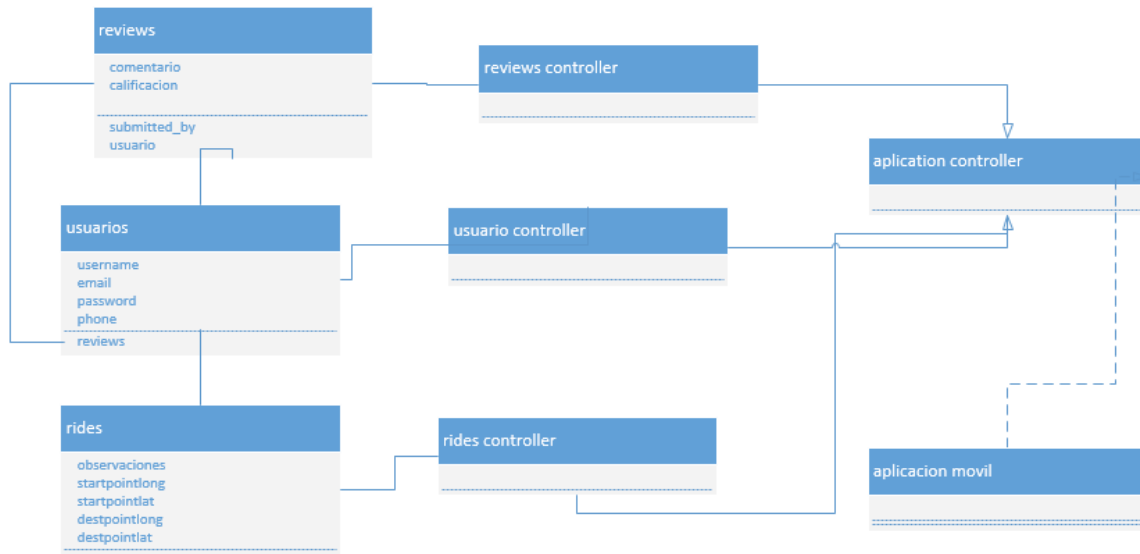 reviews
comentario
calificacion
submitted_by
usuario
reviews controller
aplication controller
usuarios
username
email
password
phone
reviews
usuario controller
rides
observaciones
startpointlong
startpointlat
destpointlong
destpointlat
rides controller
aplicacion movil